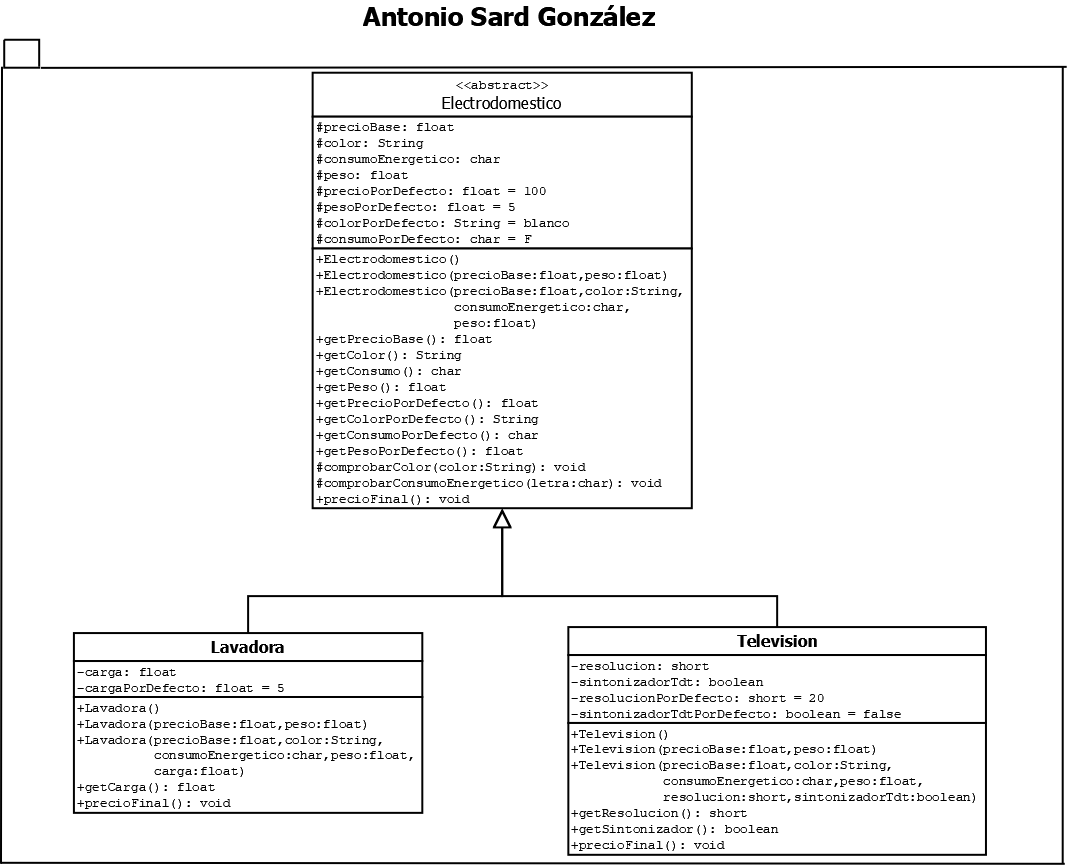 Antonio Sard González
<<abstract>>
Electrodomestico
#precioBase: float
#color: String
#consumoEnergetico: char
#peso: float
#precioPorDefecto: float = 100
#pesoPorDefecto: float = 5
#colorPorDefecto: String = blanco
#consumoPorDefecto: char = F
+Electrodomestico()
+Electrodomestico(precioBase:float,peso:float)
+Electrodomestico(precioBase:float,color:String,
consumoEnergetico:char,
peso:float)
+getPrecioBase(): float
+getColor(): String
+getConsumo(): char
+getPeso(): float
+getPrecioPorDefecto(): float
+getColorPorDefecto(): String
+getConsumoPorDefecto(): char
+getPesoPorDefecto(): float
#comprobarColor(color:String): void
#comprobarConsumoEnergetico(letra:char): void
+precioFinal(): void
Lavadora
-carga: float
-cargaPorDefecto: float = 5
+Lavadora()
+Lavadora(precioBase:float,peso:float)
+Lavadora(precioBase:float,color:String,
consumoEnergetico:char,peso:float,
carga:float)
+getCarga(): float
+precioFinal(): void
Television
-resolucion: short
-sintonizadorTdt: boolean
-resolucionPorDefecto: short = 20
-sintonizadorTdtPorDefecto: boolean = false
+Television()
+Television(precioBase:float,peso:float)
+Television(precioBase:float,color:String,
consumoEnergetico:char,peso:float,
resolucion:short,sintonizadorTdt:boolean)
+getResolucion(): short
+getSintonizador(): boolean
+precioFinal(): void